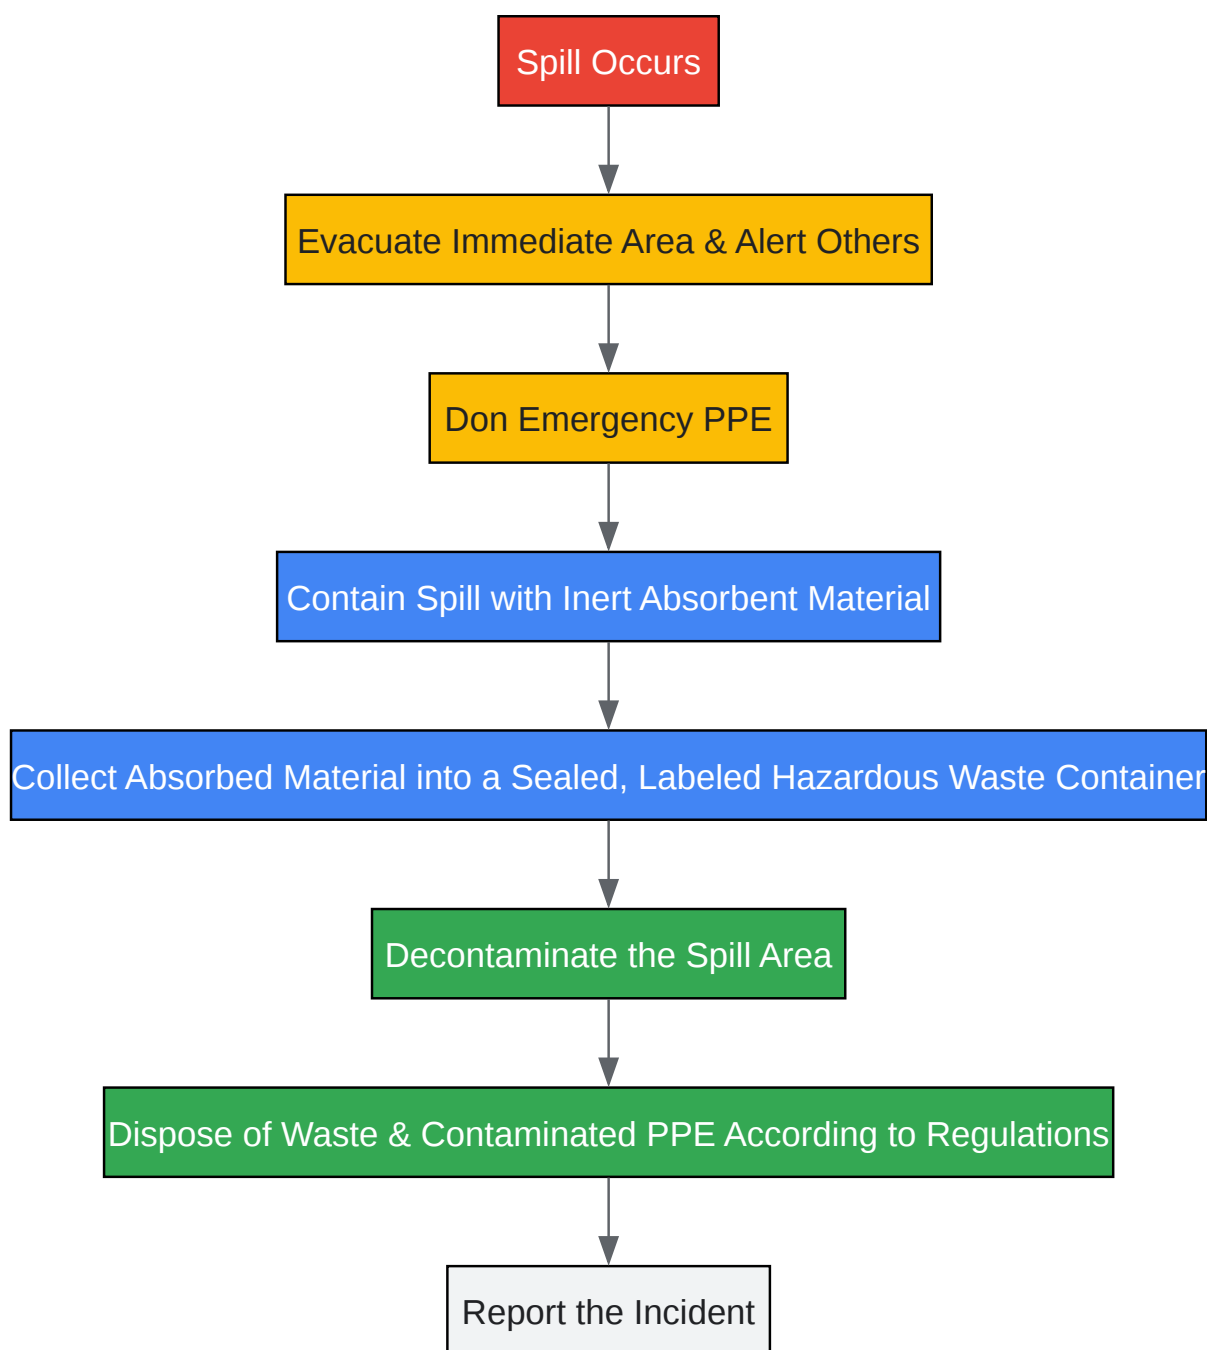 Spill Occurs
Evacuate Immediate Area & Alert Others
Don Emergency PPE
Contain Spill with Inert Absorbent Material
Collect Absorbed Material into a Sealed, Labeled Hazardous Waste Container
Decontaminate the Spill Area
Dispose of Waste & Contaminated PPE According to Regulations
Report the Incident